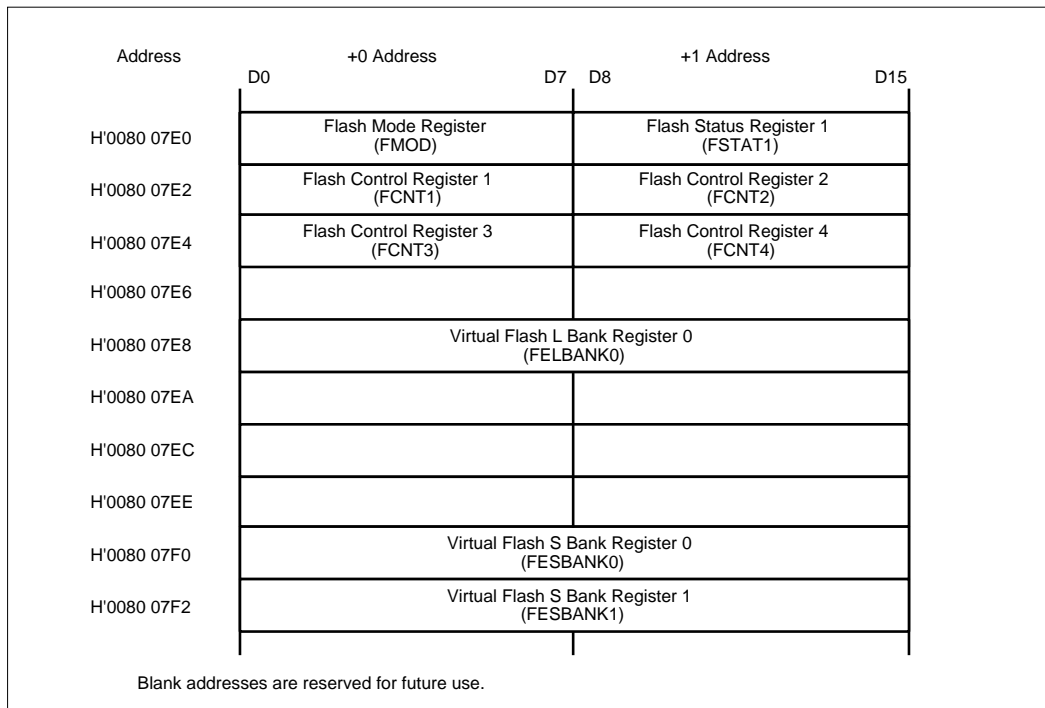 Address +0 Address +1 Address
D0 D7 D8 D15
H'0080 07E0 Flash Mode Register Flash Status Register 1
(FMOD) (FSTAT1)
H'0080 07E2 Flash Control Register 1 Flash Control Register 2
(FCNT1) (FCNT2)
H'0080 07E4 Flash Control Register 3 Flash Control Register 4
(FCNT3) (FCNT4)
H'0080 07E6
H'0080 07E8 Virtual Flash L Bank Register 0
(FELBANK0)
H'0080 07EA
H'0080 07EC
H'0080 07EE
H'0080 07F0 Virtual Flash S Bank Register 0
(FESBANK0)
H'0080 07F2 Virtual Flash S Bank Register 1
(FESBANK1)
Blank addresses are reserved for future use.